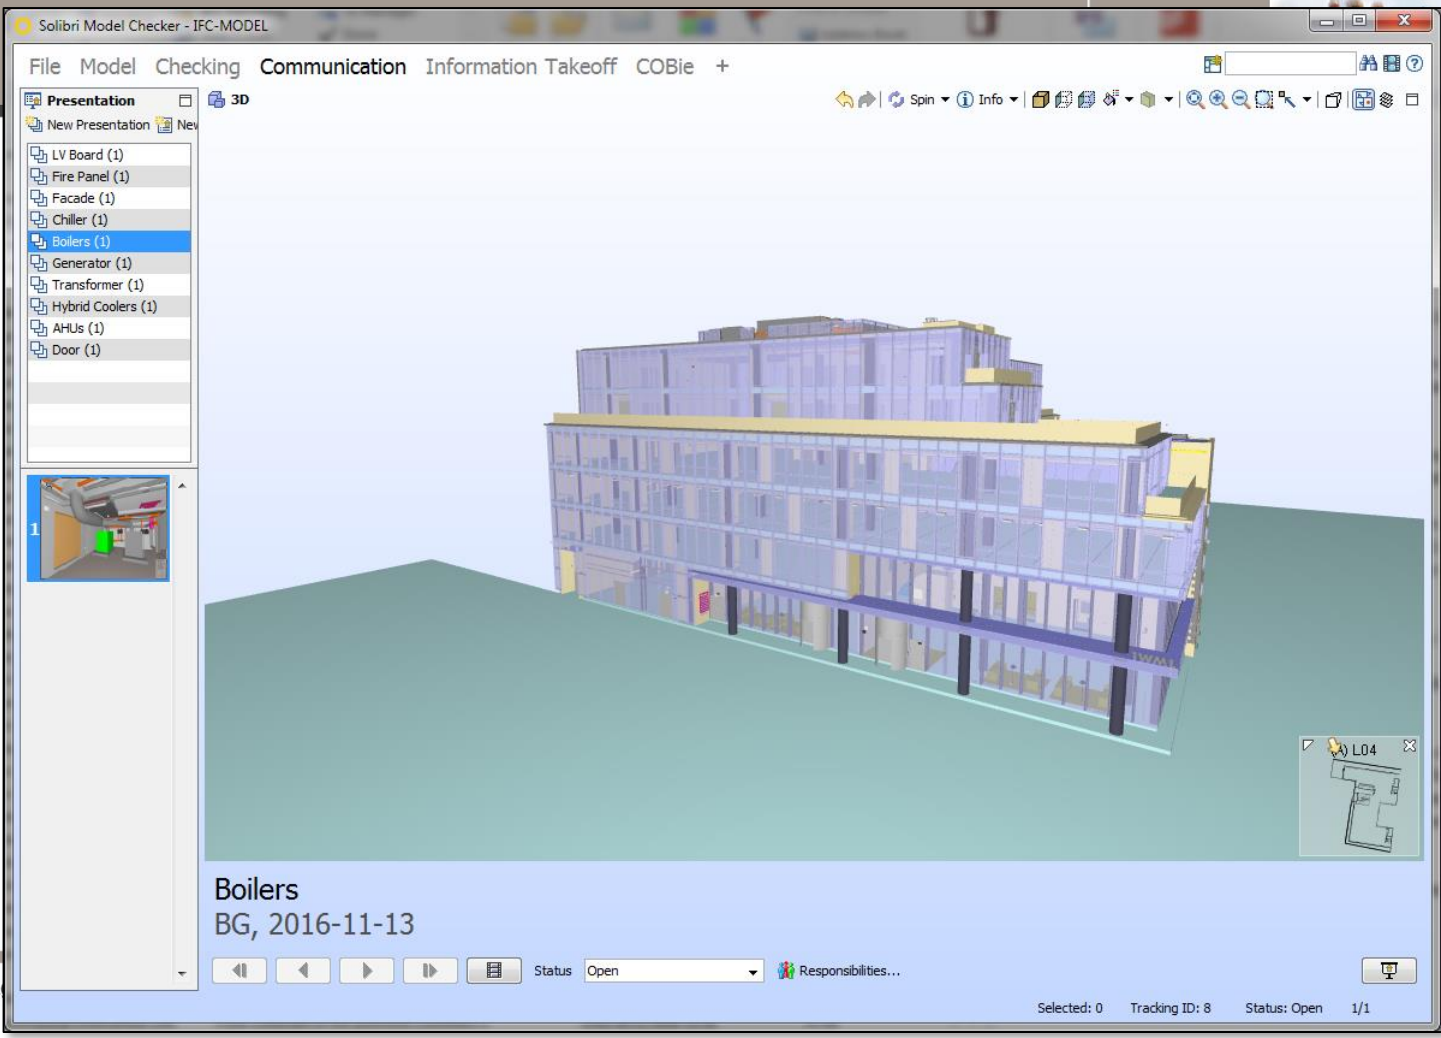 Solibri Model Checker - IFC-MODEL
File Model Checking Communication Information Takeoff COBie +
Presentation
3D
Spin
Info
New Presentation
New
LV Board (1)
Fire Panel (1)
Facade (1)
Chiller (1)
Boilers (1)
Generator (1)
Transformer (1)
Hybrid Coolers (1)
AHUs (1)
Door (1)
1
L04
Boilers
BG, 2016-11-13
Status Open Responsibilities...
Selected: 0 Tracking ID: 8 Status: Open 1/1